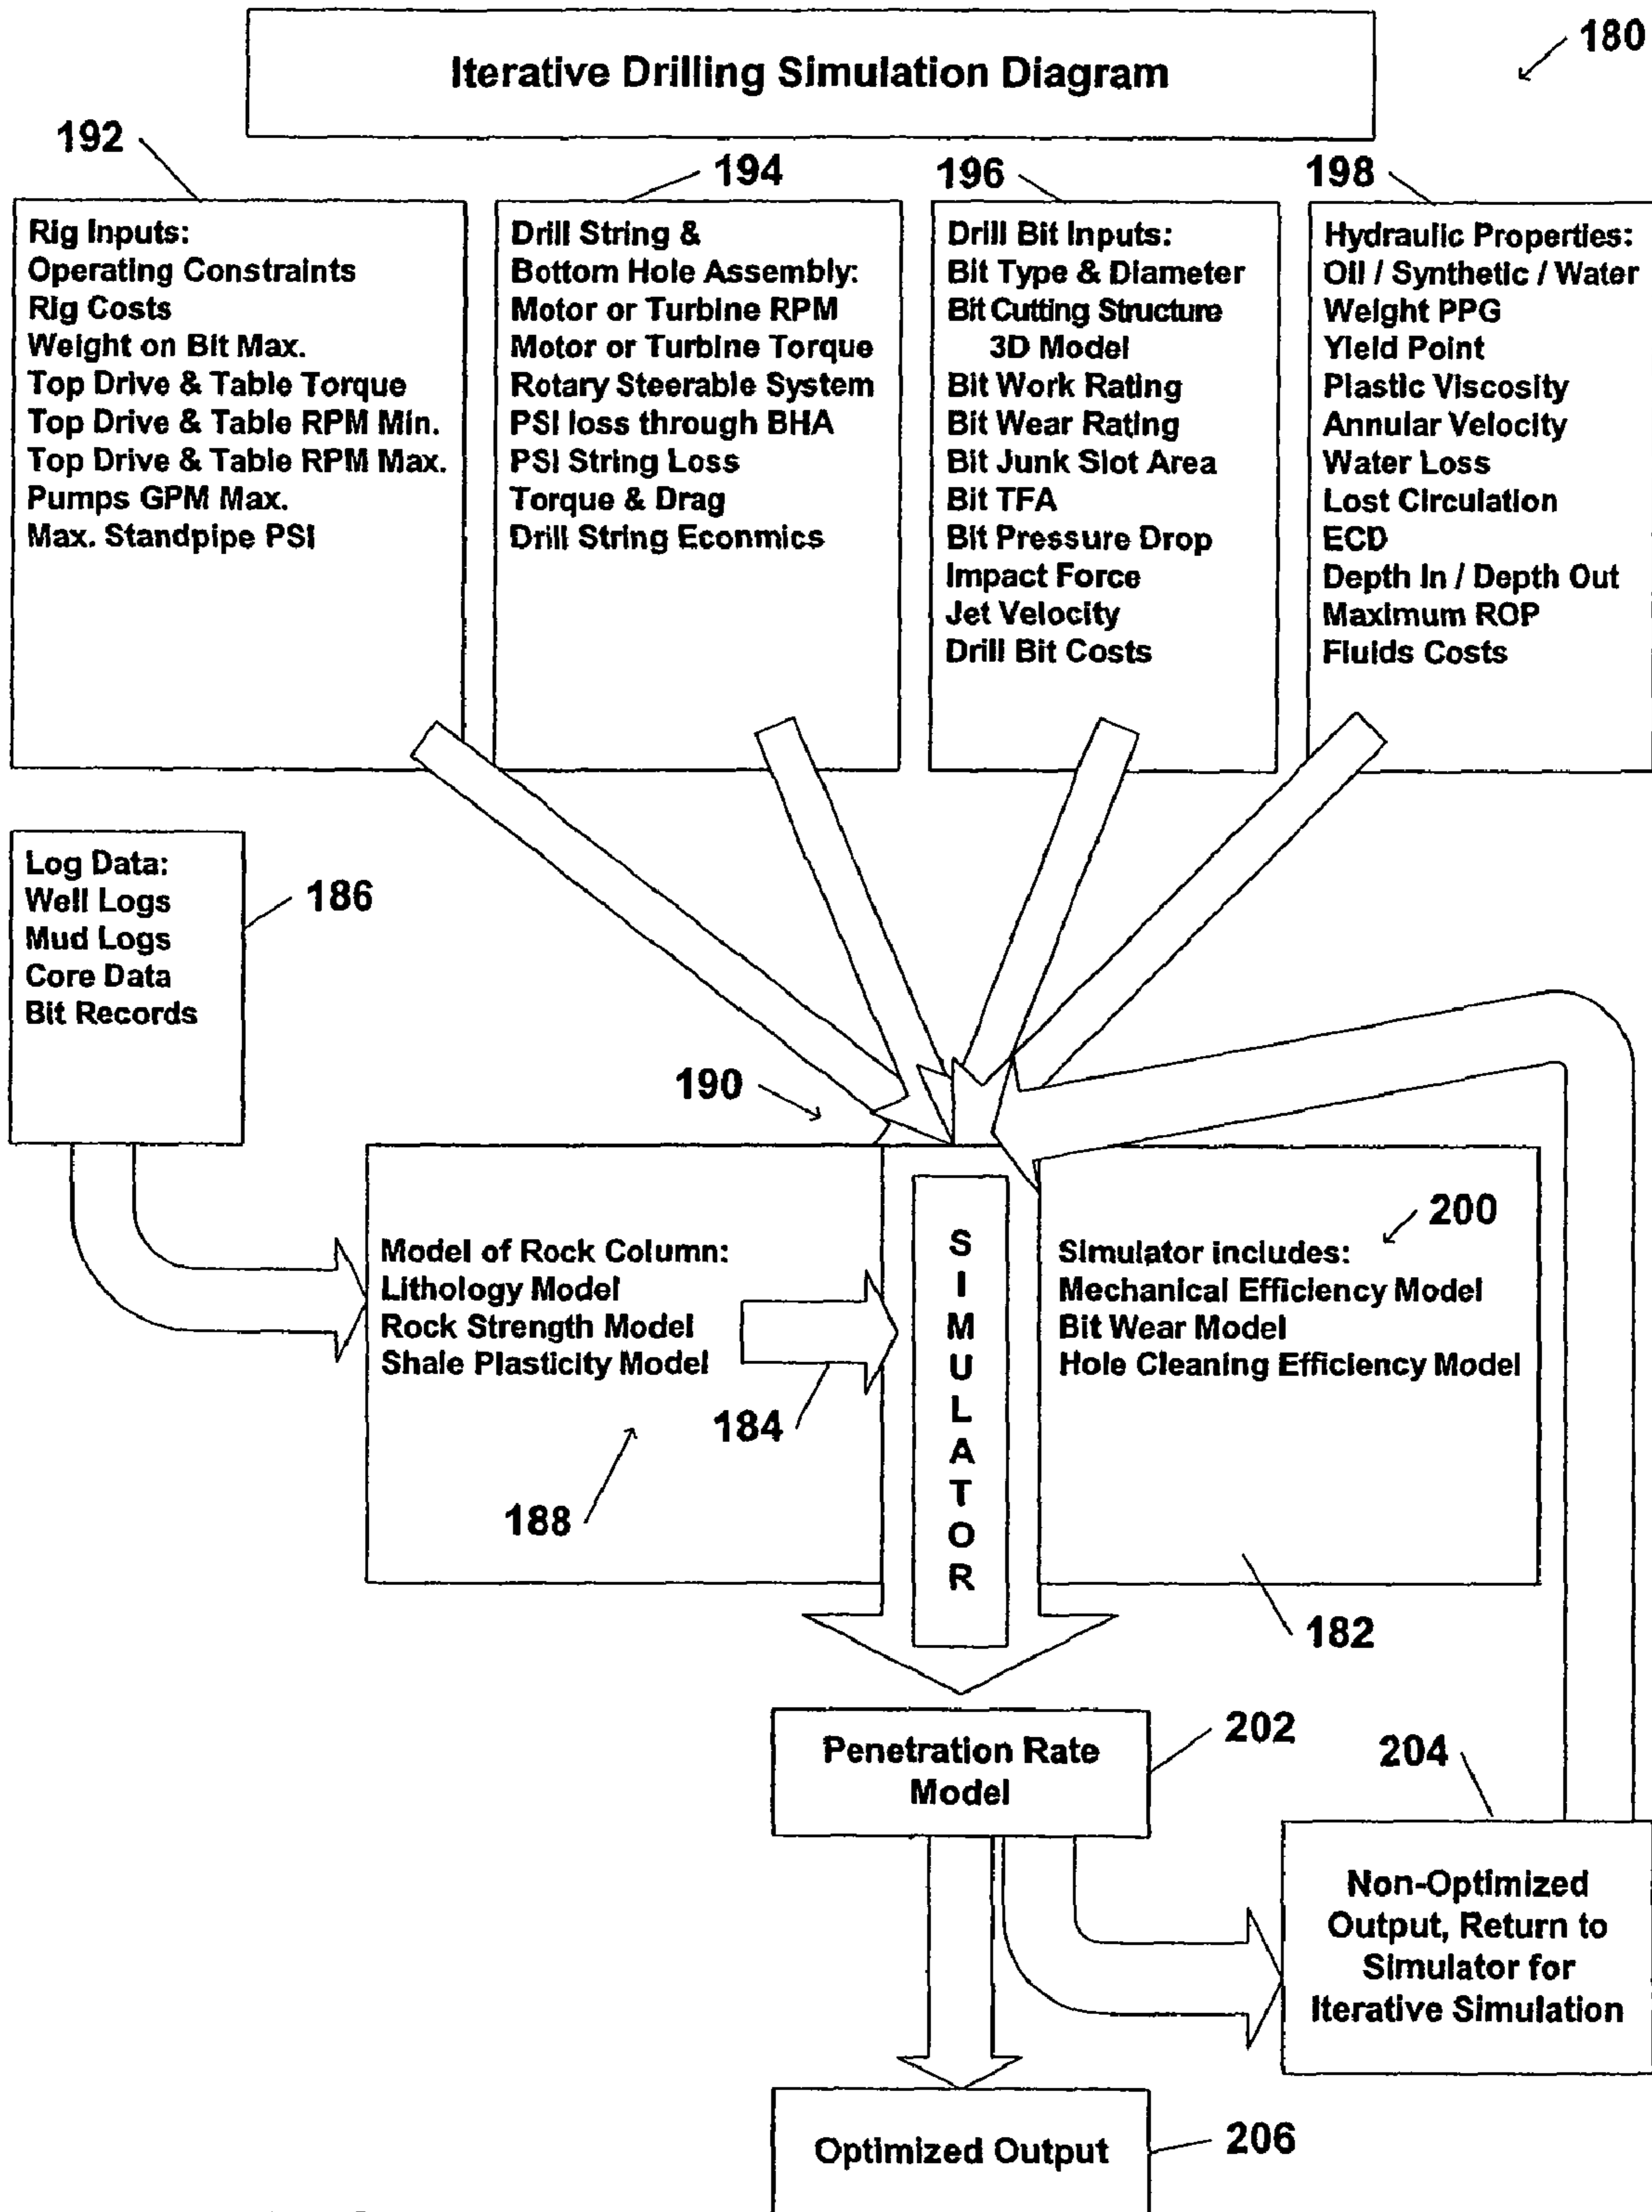 Iterative Drilling Simulation Diagram
180
192
194
196
198
Rig Inputs:
Operating Constraints
Rig Costs
Weight on Bit Max.
Top Drive & Table Torque
Top Drive & Table RPM Min.
Top Drive & Table RPM Max.
Pumps GPM Max.
Max. Standpipe PSI
Drill String &
Bottom Hole Assembly:
Motor or Turbine RPM
Motor or Turbine Torque
Rotary Steerable System
PSI loss through BHA
PSI String Loss
Torque & Drag
Drill String Econmics
Drill Bit Inputs:
Bit Type & Diameter
Bit Cutting Structure
3D Model
Bit Work Rating
Bit Wear Rating
Bit Junk Slot Area
Bit TFA
Bit Pressure Drop
Impact Force
Jet Velocity
Drill Bit Costs
Hydraulic Properties:
Oil / Synthetic / Water
Weight PPG
Yield Point
Plastic Viscosity
Annular Velocity
Water Loss
Lost Circulation
ECD
Depth In / Depth Out
Maximum ROP
Fluids Costs
Log Data:
Well Logs
Mud Logs
Core Data
Bit Records
186
190
Model of Rock Column:
Lithology Model
Rock Strength Model
Shale Plasticity Model
184
188
SIMULATOR
200
Simulator includes:
Mechanical Efficiency Model
Bit Wear Model
Hole Cleaning Efficiency Model
182
Penetration Rate
Model
202
204
Non-Optimized
Output, Return to
Simulator for
Iterative Simulation
Optimized Output
206